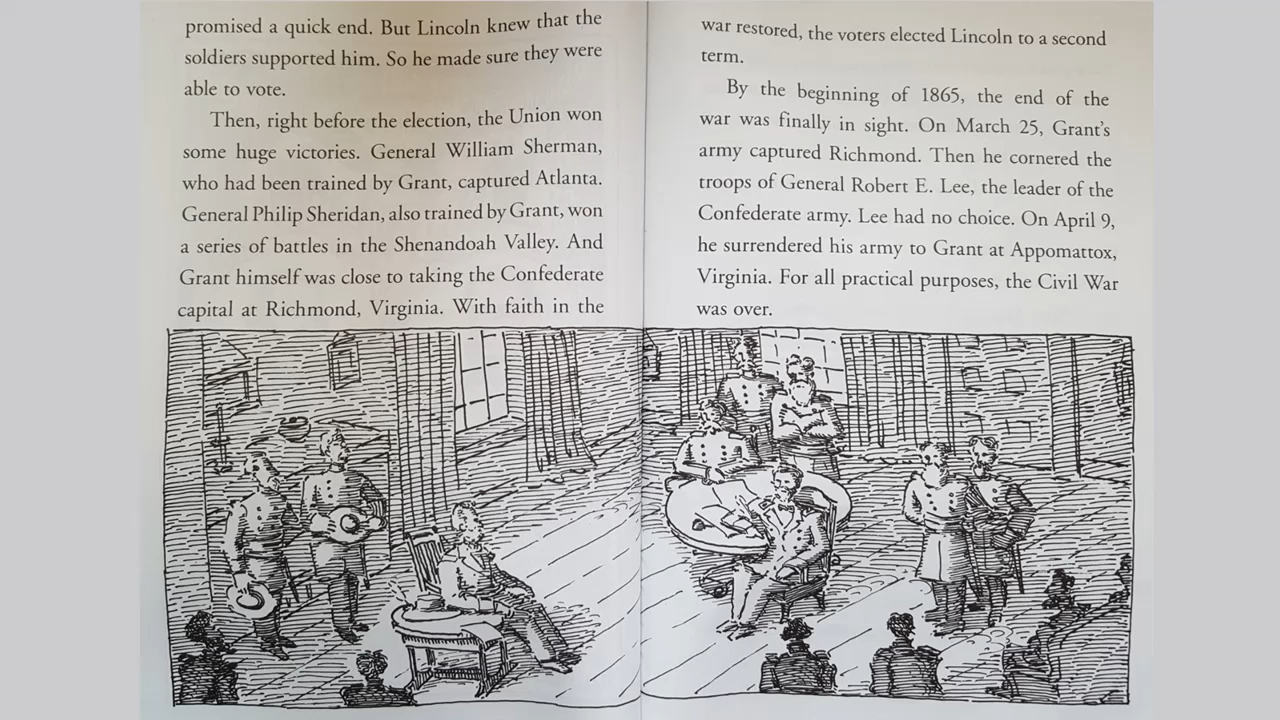 promised a quick end. But Lincoln knew that the
soldiers supported him. So he made sure they were
able to vote.
Then, right before the election, the Union won
some huge victories. General William Sherman,
who had been trained by Grant, captured Atlanta.
General Philip Sheridan, also trained by Grant, won
a series of battles in the Shenandoah Valley. And
Grant himself was close to taking the Confederate
capital at Richmond, Virginia. With faith in the
war restored, the voters elected Lincoln to a second
term.
By the beginning of 1865, the end of the
war was finally in sight. On March 25, Grant's
army captured Richmond. Then he cornered the
troops of General Robert E. Lee, the leader of the
Confederate army. Lee had no choice. On April 9,
he surrendered his army to Grant at Appomattox,
Virginia. For all practical purposes, the Civil War
was over.